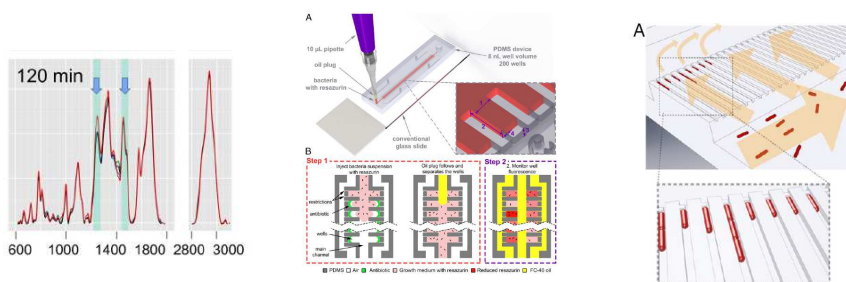 120 min
600 1000 1400 1800 2800 3000
A
10 µL pipette
oil plug
bacteria
with resazurin
PDMS device
8 nL well volume
200 wells
conventional
glass slide
B
Step 1
Step 2
Inject bacteria suspension
with resazurin
Oil plug follows and
separates the wells
2. Monitor well
fluorescence
restrictions
antibiotic
wells
main
channel
PDMS Air Antibiotic Growth medium with resazurin Reduced resazurin FC-40 oil
A